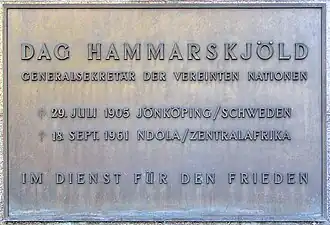 DAG HAMMARSKJÖLD
GENERALSEKRETÄR DER VEREINTEN NATIONEN
† 29. JULI 1905 JÖNKÖPING/SCHWEDEN
† 18. SEPT. 1961 NDOLA/ZENTRALAFRIKA
IM DIENST FÜR DEN FRIEDEN